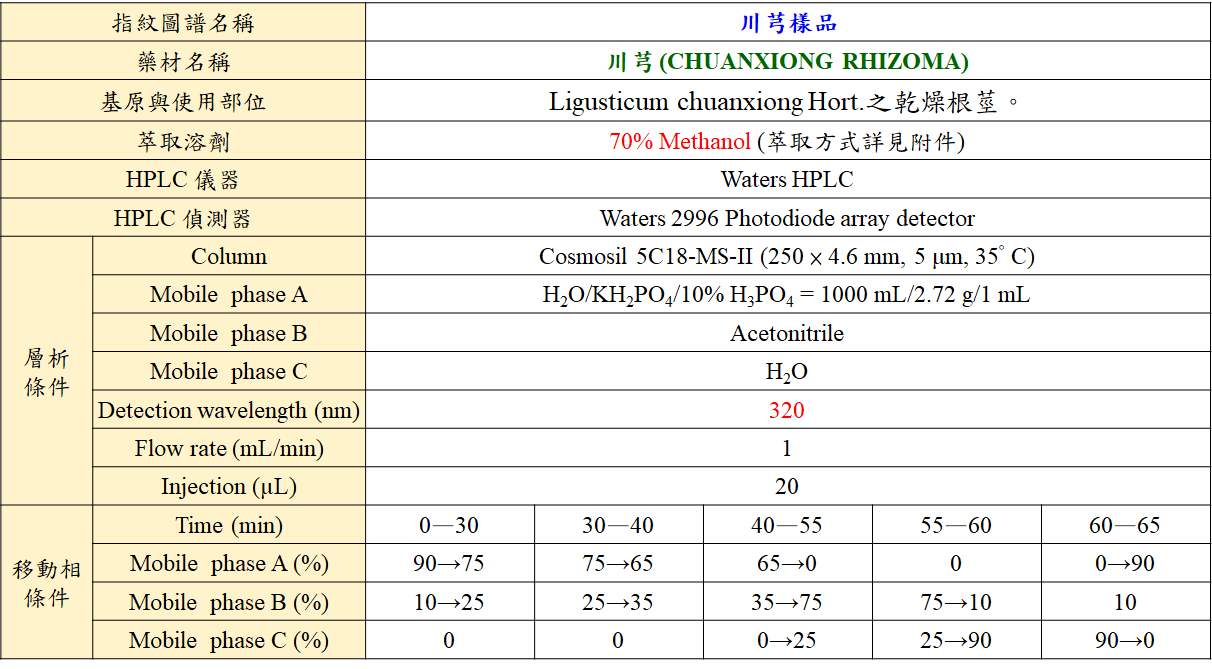 指紋圖譜名稱 川芎樣品
藥材名稱 川芎(CHUANXIONG RHIZOMA)
基原與使用部位 Ligusticum chuanxiong Hort.之乾燥根莖。
萃取溶劑 70% Methanol (萃取方式詳見附件)
HPLC 儀器 Waters HPLC
HPLC 偵測器 Waters 2996 Photodiode array detector
層析條件
Column Cosmosil 5C18-MS-II (250 × 4.6 mm, 5 μm, 35° C)
Mobile phase A H₂O/KH₂PO₄/10% H₃PO₄ = 1000 mL/2.72 g/1 mL
Mobile phase B Acetonitrile
Mobile phase C H₂O
Detection wavelength (nm) 320
Flow rate (mL/min) 1
Injection (μL) 20
移動相條件
Time (min) 0—30 30—40 40—55 55—60 60—65
Mobile phase A (%) 90→75 75→65 65→0 0 0→90
Mobile phase B (%) 10→25 25→35 35→75 75→10 10
Mobile phase C (%) 0 0 0→25 25→90 90→0